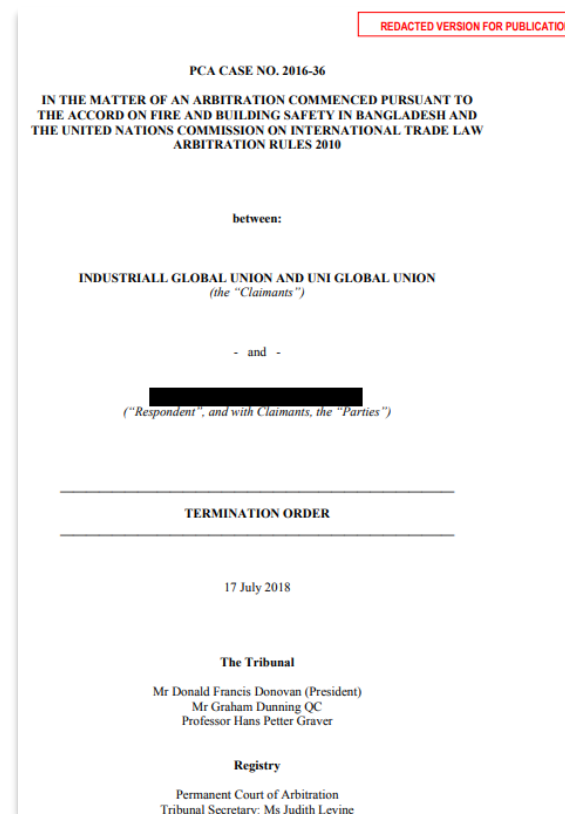 REDACTED VERSION FOR PUBLICATION
PCA CASE NO. 2016-36
IN THE MATTER OF AN ARBITRATION COMMENCED PURSUANT TO
THE ACCORD ON FIRE AND BUILDING SAFETY IN BANGLADESH AND
THE UNITED NATIONS COMMISSION ON INTERNATIONAL TRADE LAW
ARBITRATION RULES 2010
between:
INDUSTRIALL GLOBAL UNION AND UNI GLOBAL UNION
(the “Claimants”)
- and -
(“Respondent”, and with Claimants, the “Parties”)
TERMINATION ORDER
17 July 2018
The Tribunal
Mr Donald Francis Donovan (President)
Mr Graham Dunning QC
Professor Hans Petter Graver
Registry
Permanent Court of Arbitration
Tribunal Secretary: Ms Judith Levine